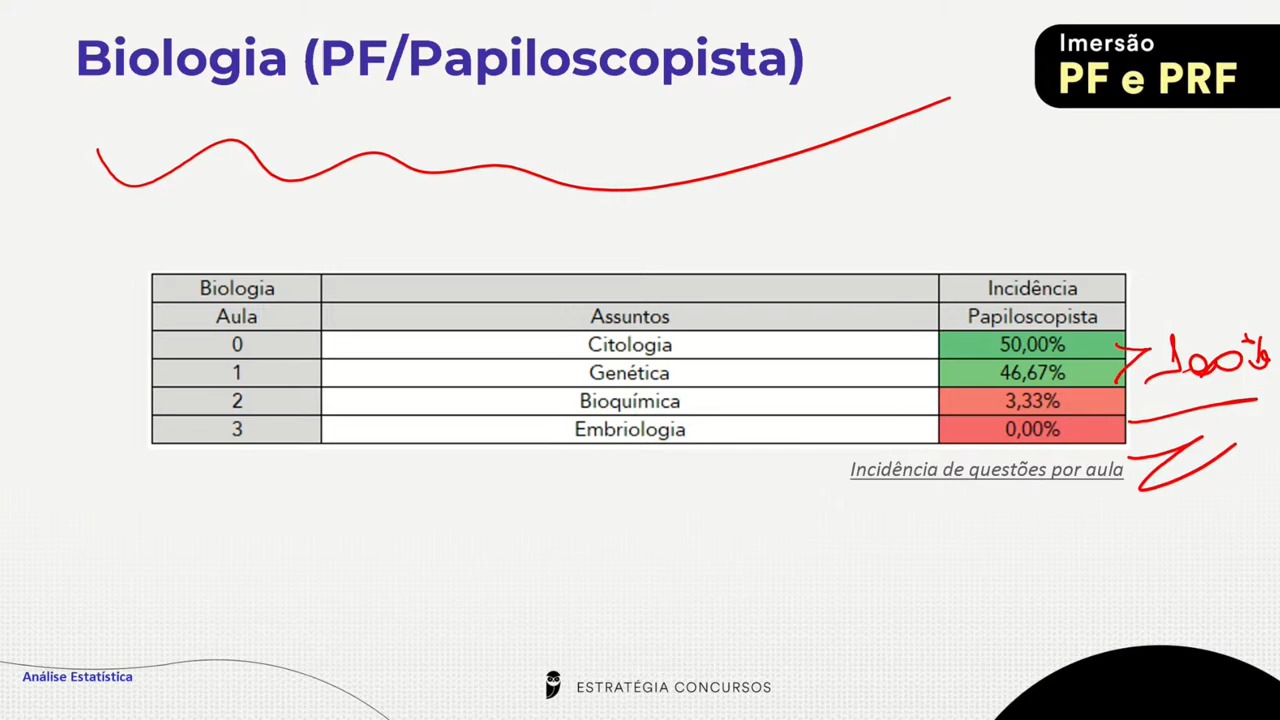 Biologia (PF/Papiloscopista)
Imersão
PF e PRF
Biologia Incidência
Aula Assuntos Papiloscopista
0 Citologia 50,00%
1 Genética 46,67%
2 Bioquímica 3,33%
3 Embriologia 0,00%
100%
Incidência de questões por aula
Análise Estatística
ESTRATÉGIA CONCURSOS